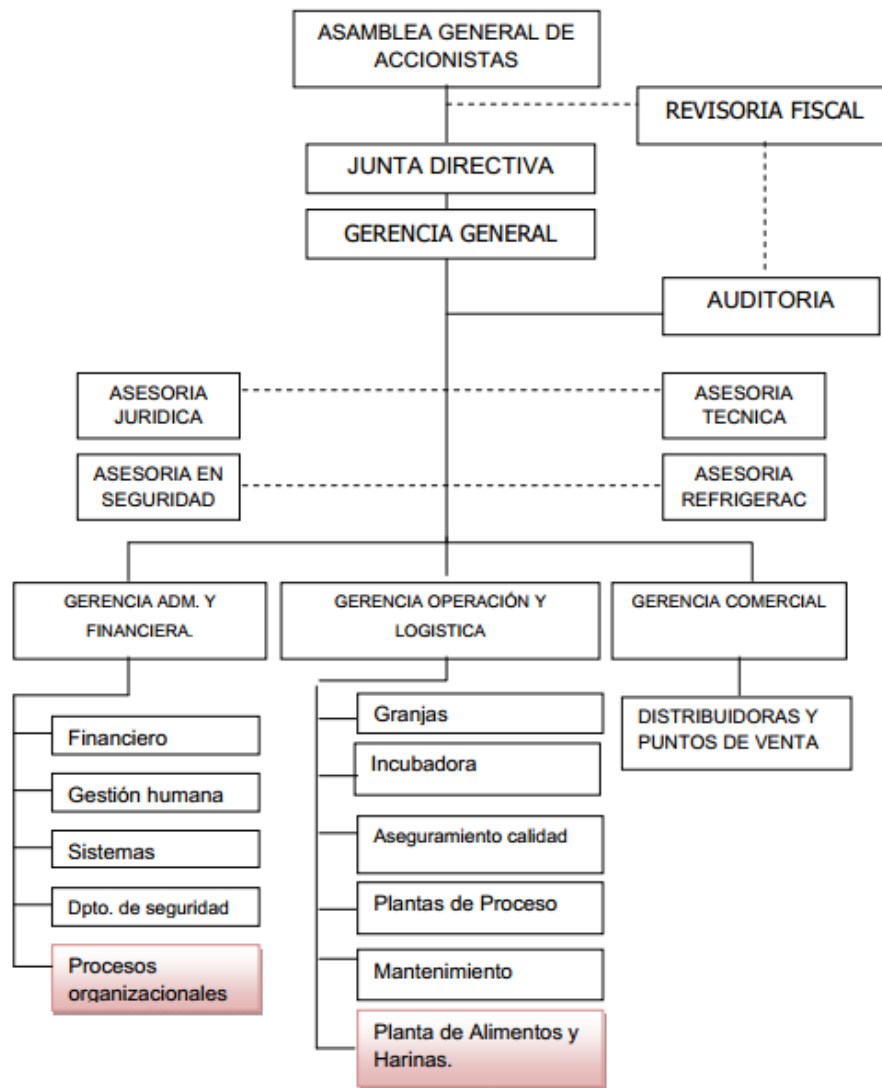 ASAMBLEA GENERAL DE
ACCIONISTAS
REVISORIA FISCAL
JUNTA DIRECTIVA
GERENCIA GENERAL
AUDITORIA
ASESORIA
JURIDICA
ASESORIA
TECNICA
ASESORIA EN
SEGURIDAD
ASESORIA
REFRIGERAC
GERENCIA ADM. Y
FINANCIERA.
GERENCIA OPERACIÓN Y
LOGISTICA
GERENCIA COMERCIAL
Financiero
Gestión humana
Sistemas
Dpto. de seguridad
Procesos
organizacionales
Granjas
Incubadora
Aseguramiento calidad
Plantas de Proceso
Mantenimiento
Planta de Alimentos y
Harinas.
DISTRIBUIDORAS Y
PUNTOS DE VENTA